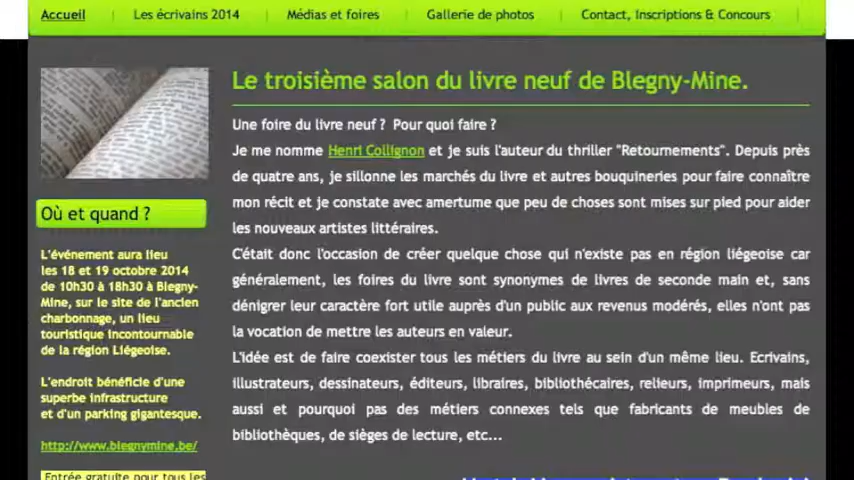 Accueil | Les écrivains 2014 | Médias et foires | Gallerie de photos | Contact, Inscriptions & Concours |
Le troisième salon du livre neuf de Blegny-Mine.
Une foire du livre neuf ? Pour quoi faire ?
Je me nomme Henri Collignon et je suis l'auteur du thriller "Retournements". Depuis près
de quatre ans, je sillonne les marchés du livre et autres bouquineries pour faire connaître
mon récit et je constate avec amertume que peu de choses sont mises sur pied pour aider
les nouveaux artistes littéraires.
C'était donc l'occasion de créer quelque chose qui n'existe pas en région liégeoise car
généralement, les foires du livre sont synonymes de livres de seconde main et, sans
dénigrer leur caractère fort utile auprès d'un public aux revenus modérés, elles n'ont pas
la vocation de mettre les auteurs en valeur.
L'idée est de faire coexister tous les métiers du livre au sein d'un même lieu. Ecrivains,
illustrateurs, dessinateurs, éditeurs, libraires, bibliothécaires, relieurs, imprimeurs, mais
aussi et pourquoi pas des métiers connexes tels que fabricants de meubles de
bibliothèques, de sièges de lecture, etc...
Où et quand ?
L'événement aura lieu
les 18 et 19 octobre 2014
de 10h30 à 18h30 à Blegny-
Mine, sur le site de l'ancien
charbonnage, un lieu
touristique incontournable
de la région Liégeoise.
L'endroit bénéficie d'une
superbe infrastructure
et d'un parking gigantesque.
http://www.blegnymine.be/
Entrée gratuite pour tous les